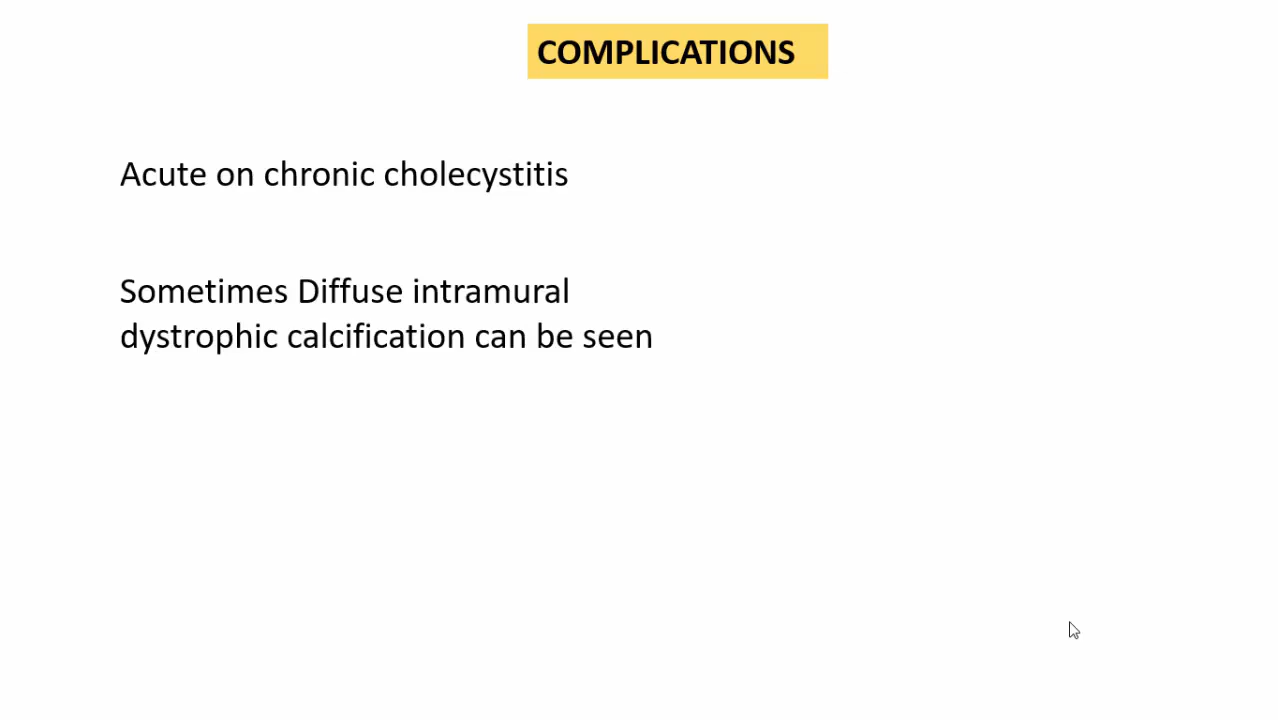 COMPLICATIONS
Acute on chronic cholecystitis
Sometimes Diffuse intramural
dystrophic calcification can be seen